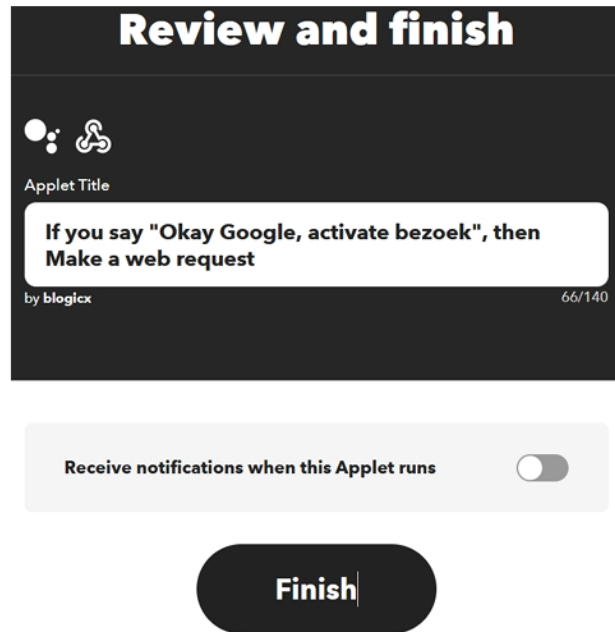 Review and finish
Applet Title
If you say "Okay Google, activate bezoek", then
Make a web request
by blogicx 66/140
Receive notifications when this Applet runs
Finish